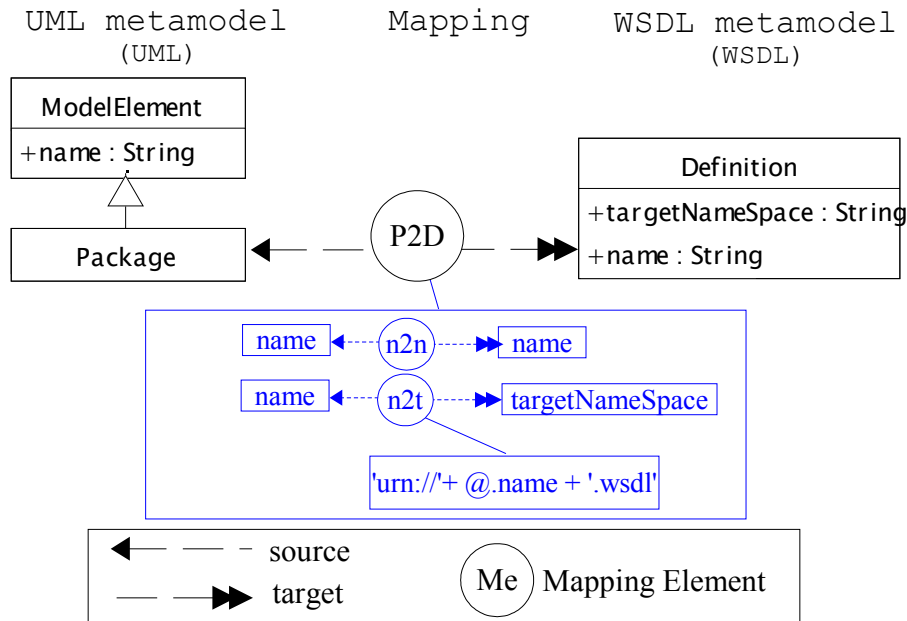 UML metamodel Mapping WSDL metamodel
(UML) (WSDL)
ModelElement
+name : String
Package
P2D
Definition
+targetNameSpace : String
+name : String
name n2n name
name n2t targetNameSpace
'urn://'+ @.name + '.wsdl'
source
target
Me Mapping Element